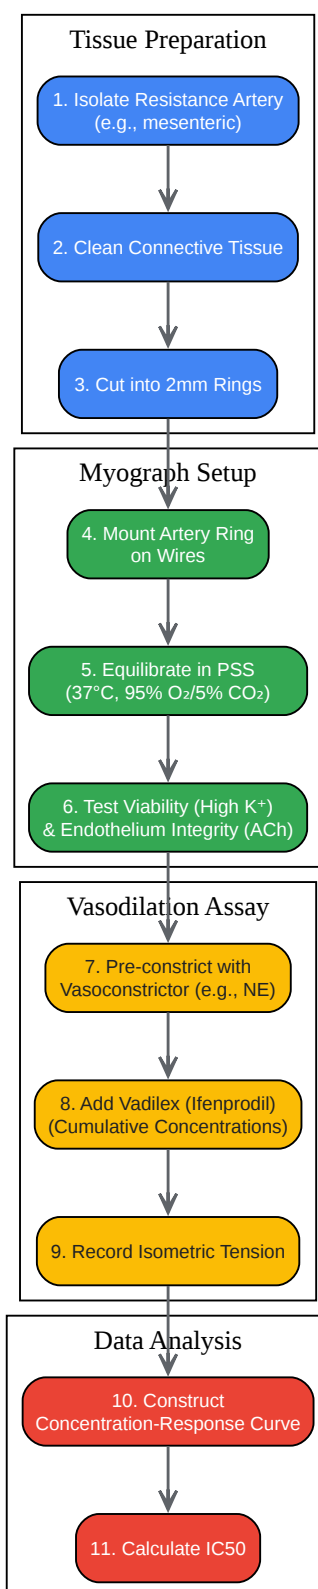 Tissue Preparation
1. Isolate Resistance Artery
(e.g., mesenteric)
2. Clean Connective Tissue
3. Cut into 2mm Rings
Myograph Setup
4. Mount Artery Ring
on Wires
5. Equilibrate in PSS
(37°C, 95% O₂/5% CO₂)
6. Test Viability (High K⁺)
& Endothelium Integrity (ACh)
Vasodilation Assay
7. Pre-constrict with
Vasoconstrictor (e.g., NE)
8. Add Vadilex (Ifenprodil)
(Cumulative Concentrations)
9. Record Isometric Tension
Data Analysis
10. Construct
Concentration-Response Curve
11. Calculate IC50